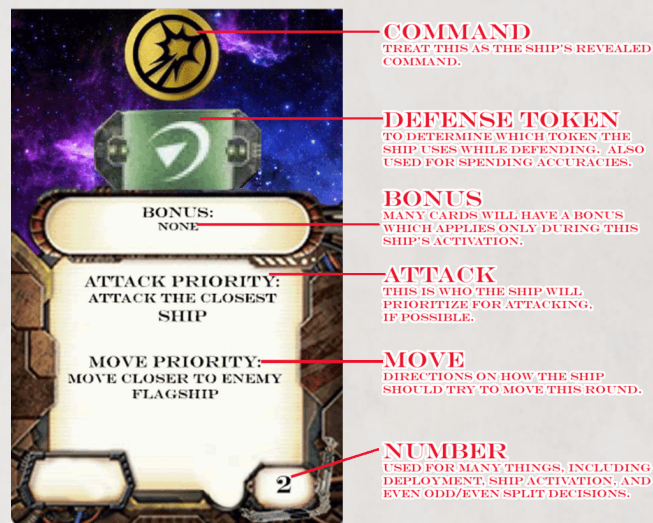 COMMAND
TREAT THIS AS THE SHIP'S REVEALED
COMMAND.
DEFENSE TOKEN
TO DETERMINE WHICH TOKEN THE
SHIP USES WHILE DEFENDING. ALSO
USED FOR SPENDING ACCURACIES.
BONUS:
NONE
BONUS
MANY CARDS WILL HAVE A BONUS
WHICH APPLIES ONLY DURING THIS
SHIP'S ACTIVATION.
ATTACK PRIORITY:
ATTACK THE CLOSEST
SHIP
ATTACK
THIS IS WHO THE SHIP WILL
PRIORITIZE FOR ATTACKING,
IF POSSIBLE.
MOVE PRIORITY:
MOVE CLOSER TO ENEMY
FLAGSHIP
MOVE
DIRECTIONS ON HOW THE SHIP
SHOULD TRY TO MOVE THIS ROUND.
2
NUMBER
USED FOR MANY THINGS, INCLUDING
DEPLOYMENT, SHIP ACTIVATION, AND
EVEN ODD/EVEN SPLIT DECISIONS.